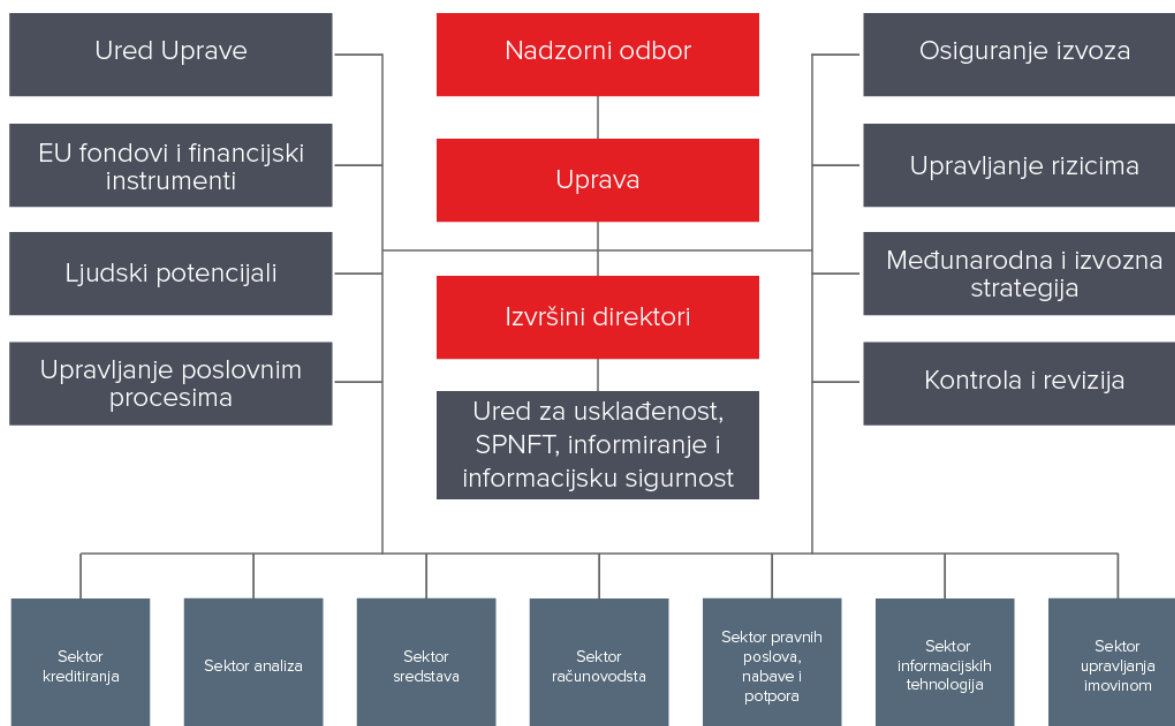 Ured Uprave
Nadzorni odbor
Osiguranje izvoza
EU fondovi i financijski
instrumenti
Uprava
Upravljanje rizicima
Ljudski potencijali
Izvršini direktori
Međunarodna i izvozna
strategija
Upravljanje poslovnim
procesima
Ured za usklađenost,
SPNFT, informiranje i
informacijsku sigurnost
Kontrola i revizija
Sektor
kreditiranja
Sektor analiza
Sektor
sredstava
Sektor
računovodsta
Sektor pravnih
poslova,
nabave i
potpora
Sektor
informacijskih
tehnologija
Sektor
upravljanja
imovinom